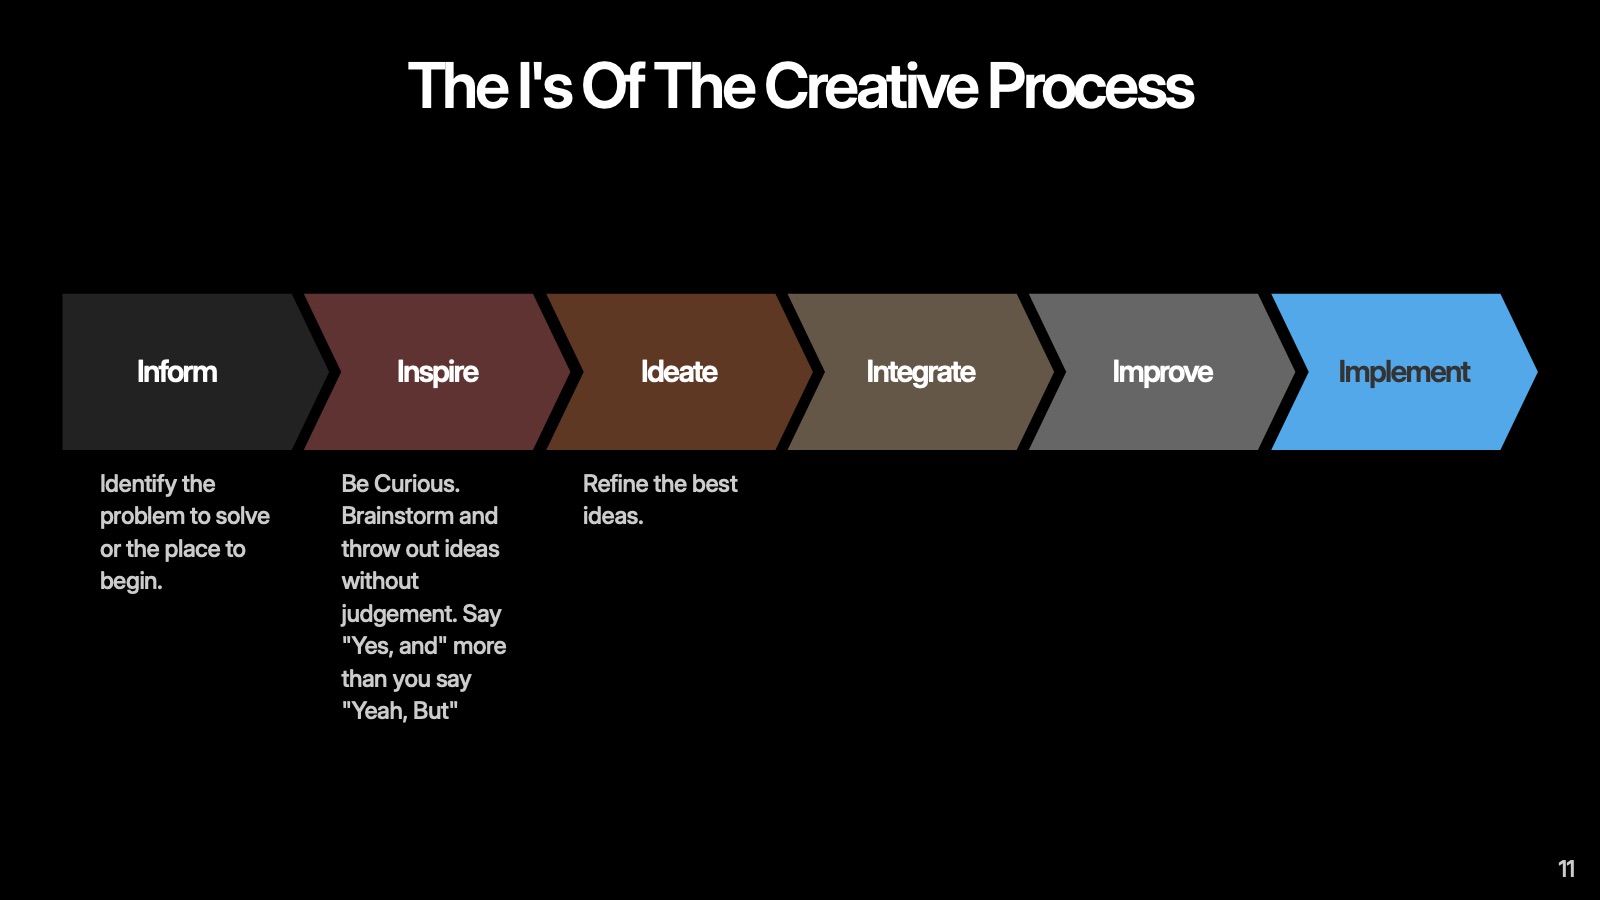 The I's Of The Creative Process
Inform
Inspire
Ideate
Integrate
Improve
Implement
Identify the
problem to solve
or the place to
begin.
Be Curious.
Brainstorm and
throw out ideas
without
judgement. Say
"Yes, and" more
than you say
"Yeah, But"
Refine the best
ideas.
11